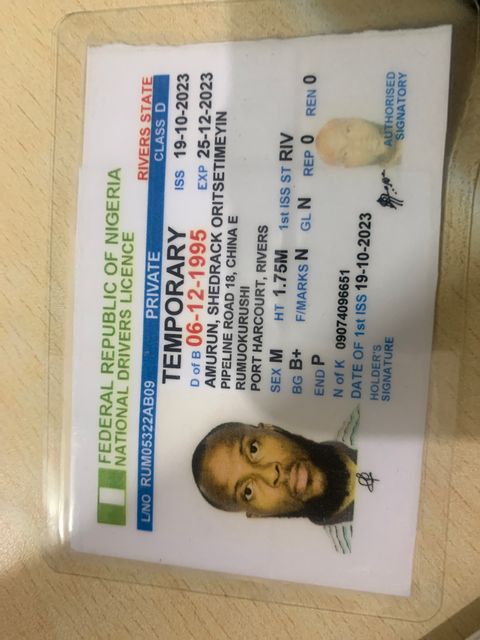 FEDERAL REPUBLIC OF NIGERIA
NATIONAL DRIVERS LICENCE
RIVERS STATE
L/NO RUM05322AB09 PRIVATE CLASS D
TEMPORARY
ISS 19-10-2023
D of B 06-12-1995
EXP 25-12-2023
AMURUN, SHEDRACK ORITSETIMEYIN
PIPELINE ROAD 18, CHINA E
RUMUOKURUSHI
PORT HARCOURT, RIVERS
SEX M HT 1.75M 1st ISS ST RIV
BG B+ F/MARKS N GL N REP 0 REN 0
END P
N of K 09074096651
DATE OF 1st ISS 19-10-2023
HOLDER'S
SIGNATURE
AUTHORISED
SIGNATORY